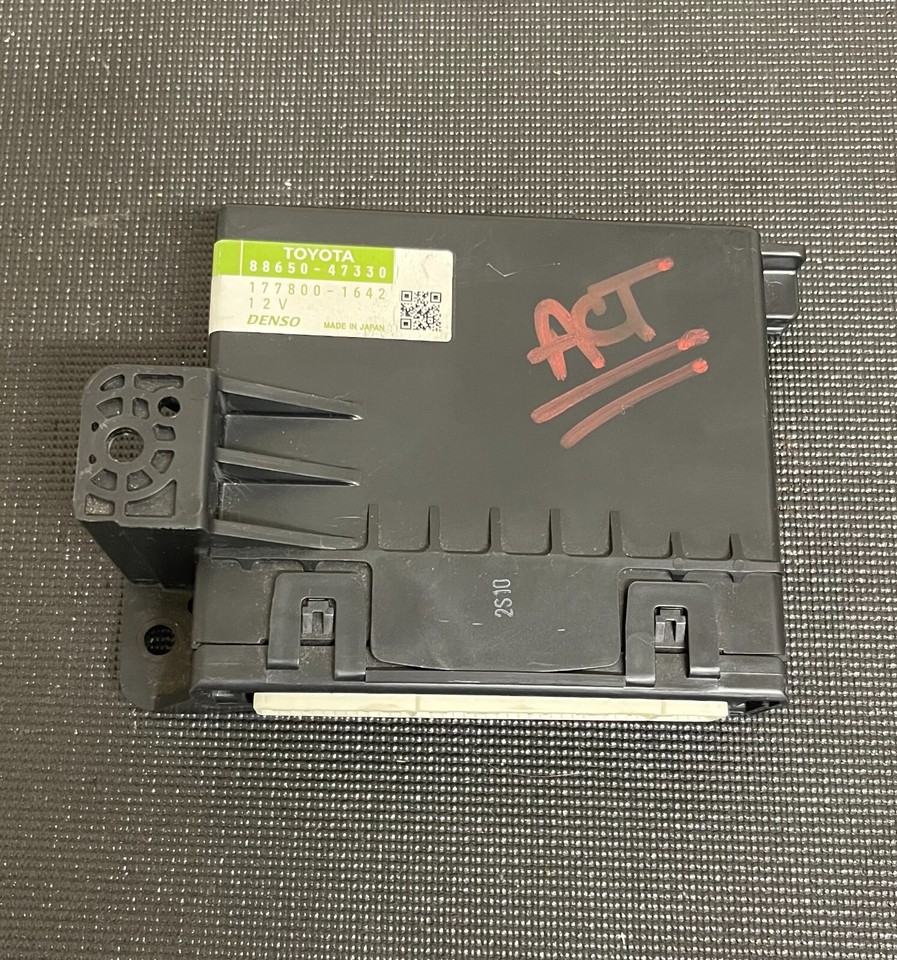 TOYOTA
88650-47330
177800-1642
12V
DENSO MADE IN JAPAN
ACT
2S10